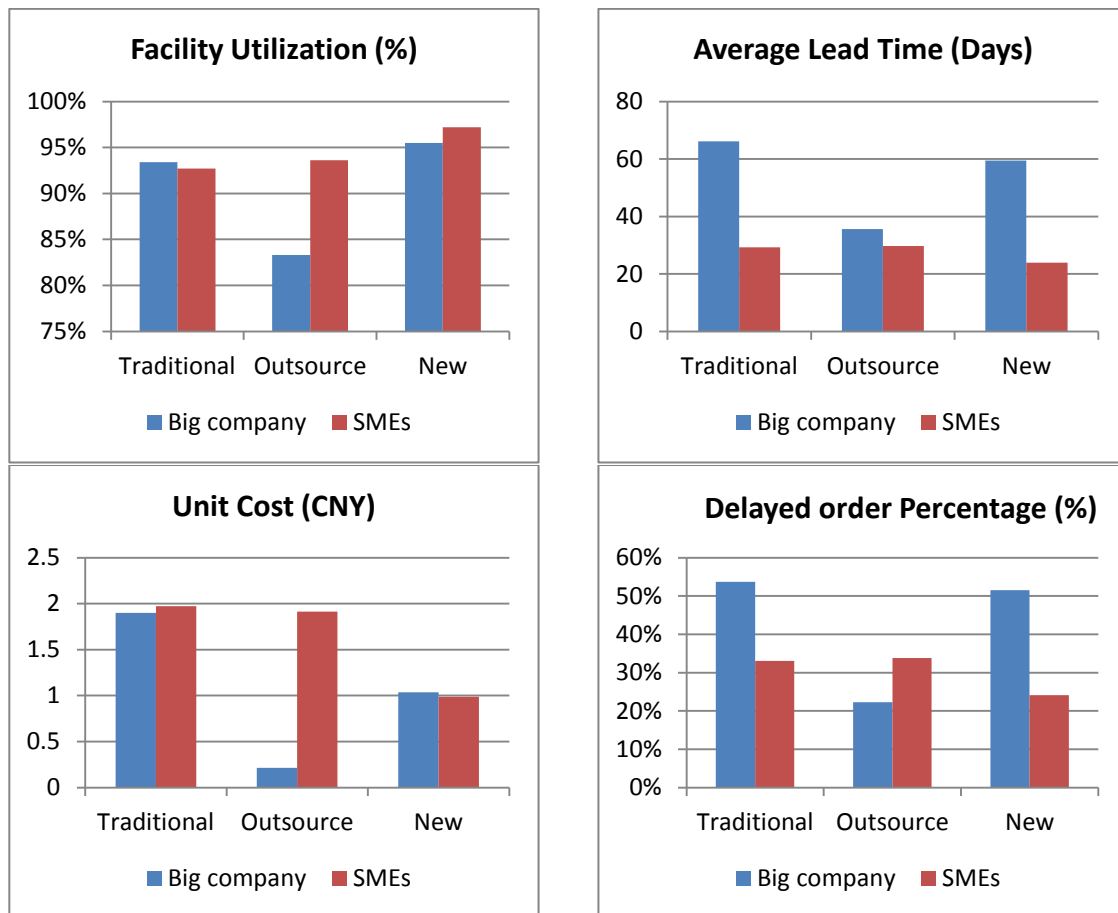 Facility Utilization (%)
100%
95%
90%
85%
80%
75%
Traditional Outsource New
Big company SMEs
Average Lead Time (Days)
80
60
40
20
0
Traditional Outsource New
Big company SMEs
Unit Cost (CNY)
2.5
2
1.5
1
0.5
0
Traditional Outsource New
Big company SMEs
Delayed order Percentage (%)
60%
50%
40%
30%
20%
10%
0%
Traditional Outsource New
Big company SMEs